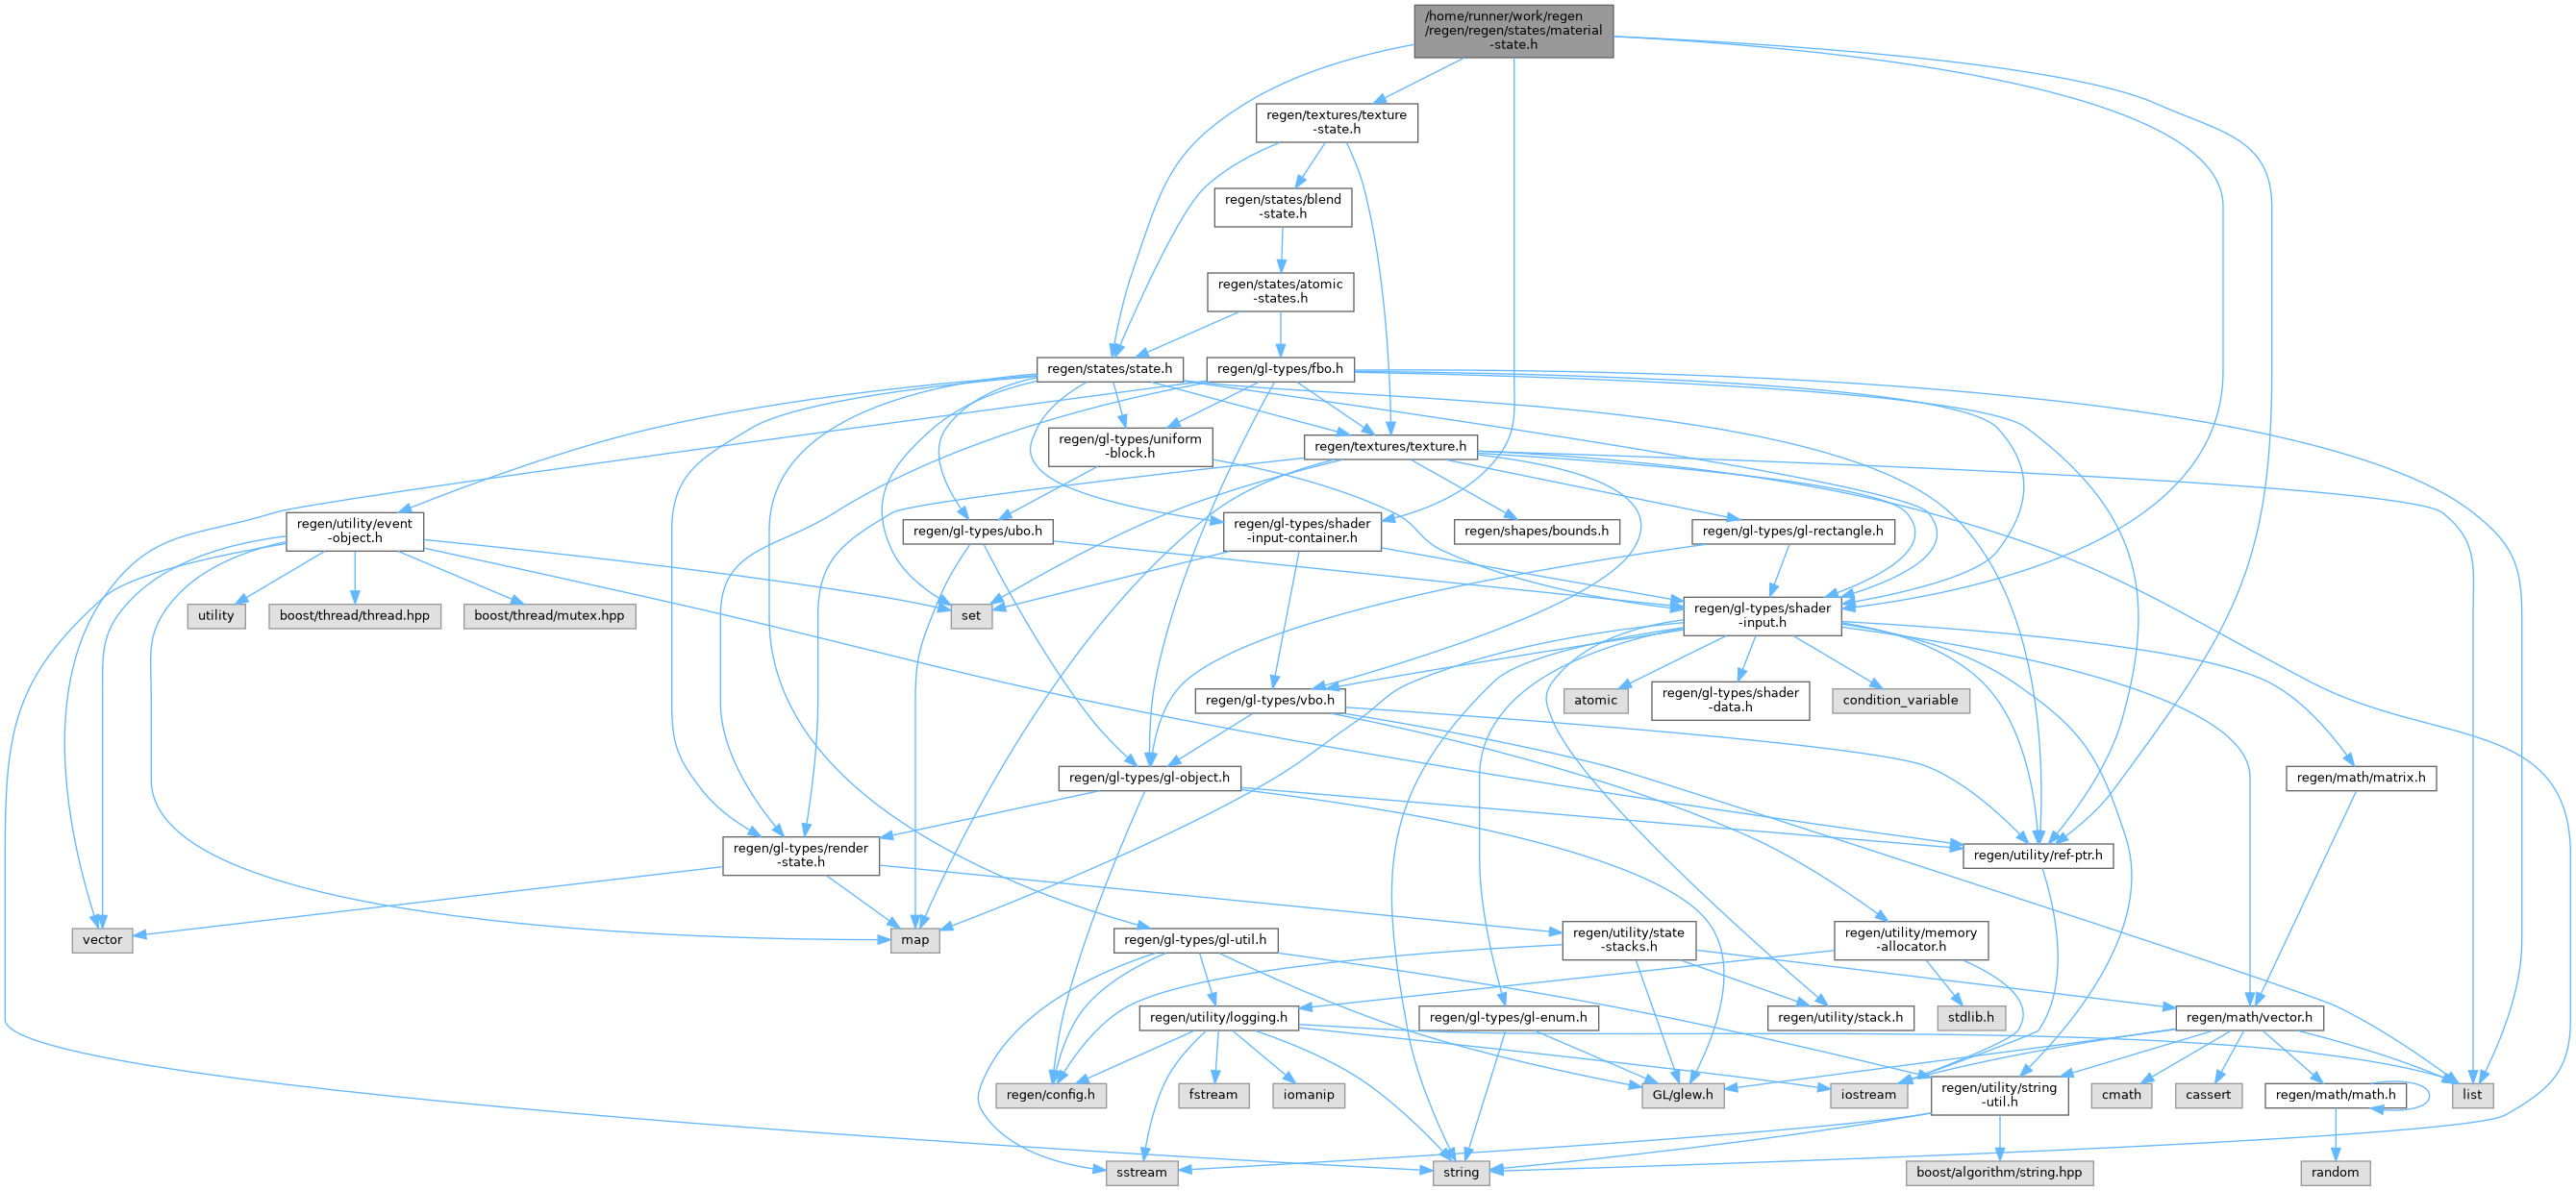 /home/runner/work/regen
/regen/regen/states/material
-state.h
regen/textures/texture
-state.h
regen/states/blend
-state.h
regen/states/atomic
-states.h
regen/states/state.h
regen/gl-types/fbo.h
regen/gl-types/uniform
-block.h
regen/textures/texture.h
regen/utility/event
-object.h
regen/gl-types/ubo.h
regen/gl-types/shader
-input-container.h
regen/shapes/bounds.h
regen/gl-types/gl-rectangle.h
utility
boost/thread/thread.hpp
boost/thread/mutex.hpp
set
regen/gl-types/shader
-input.h
regen/gl-types/vbo.h
atomic
regen/gl-types/shader
-data.h
condition_variable
regen/gl-types/gl-object.h
regen/math/matrix.h
regen/gl-types/render
-state.h
regen/utility/ref-ptr.h
vector
map
regen/gl-types/gl-util.h
regen/utility/state
-stacks.h
regen/utility/memory
-allocator.h
regen/utility/logging.h
regen/gl-types/gl-enum.h
regen/utility/stack.h
stdlib.h
regen/math/vector.h
regen/config.h
fstream
iomanip
GL/glew.h
iostream
regen/utility/string
-util.h
cmath
cassert
regen/math/math.h
list
sstream
string
boost/algorithm/string.hpp
random